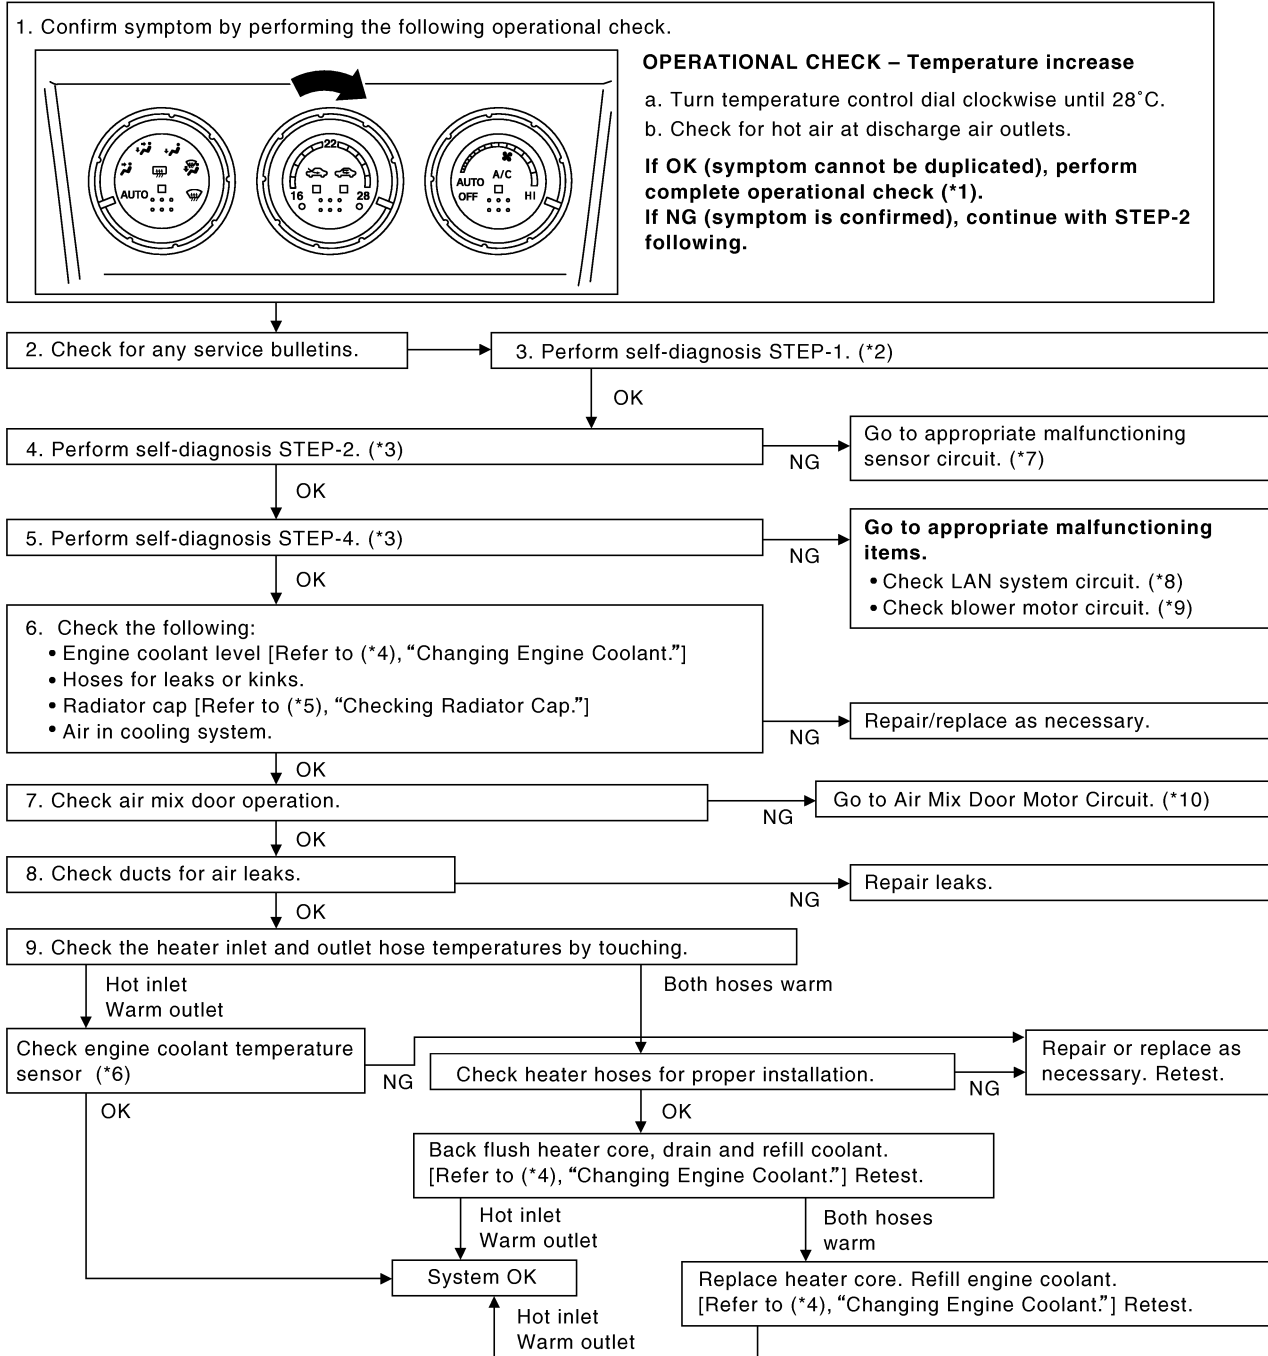 1. Confirm symptom by performing the following operational check.
22
AUTO
16
28
AUTO
A/C
OFF
HI
OPERATIONAL CHECK – Temperature increase
a. Turn temperature control dial clockwise until 28˚C.
b. Check for hot air at discharge air outlets.
If OK (symptom cannot be duplicated), perform
complete operational check (*1).
If NG (symptom is confirmed), continue with STEP-2
following.
2. Check for any service bulletins.
3. Perform self-diagnosis STEP-1. (*2)
OK
4. Perform self-diagnosis STEP-2. (*3)
NG
Go to appropriate malfunctioning
sensor circuit. (*7)
OK
5. Perform self-diagnosis STEP-4. (*3)
NG
Go to appropriate malfunctioning
items.
• Check LAN system circuit. (*8)
• Check blower motor circuit. (*9)
OK
6. Check the following:
• Engine coolant level [Refer to (*4), “Changing Engine Coolant.”]
• Hoses for leaks or kinks.
• Radiator cap [Refer to (*5), “Checking Radiator Cap.”]
• Air in cooling system.
NG
Repair/replace as necessary.
OK
7. Check air mix door operation.
NG
Go to Air Mix Door Motor Circuit. (*10)
OK
8. Check ducts for air leaks.
NG
Repair leaks.
OK
9. Check the heater inlet and outlet hose temperatures by touching.
Hot inlet
Warm outlet
Both hoses warm
Check engine coolant temperature
sensor (*6)
NG
OK
Check heater hoses for proper installation.
NG
Repair or replace as
necessary. Retest.
OK
Back flush heater core, drain and refill coolant.
[Refer to (*4), “Changing Engine Coolant.”] Retest.
Hot inlet
Warm outlet
Both hoses
warm
System OK
Replace heater core. Refill engine coolant.
[Refer to (*4), “Changing Engine Coolant.”] Retest.
Hot inlet
Warm outlet